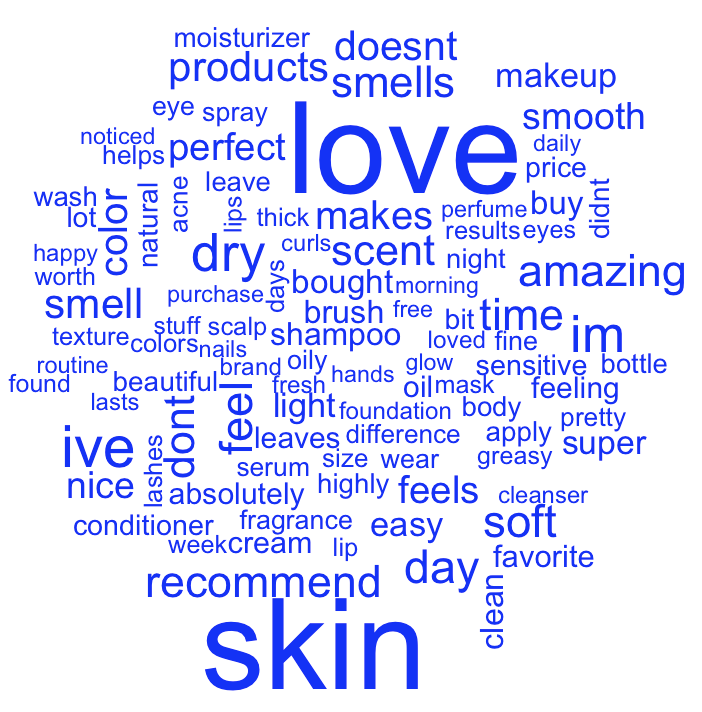 moisturizer doesnt
products smells makeup
eye spray love smooth
noticed helps perfect daily
wash color natural acne leave price
lot lips thick makes perfume buy didnt
happy dry curls scent results eyes
worth days bought night amazing
smell purchase brush morning
texture stuff scalp shampoo free bit time im
colors nails loved fine
routine brand oily glow sensitive bottle
found beautiful feel fresh hands oil mask feeling
lasts dont light foundation body pretty
ive lashes leaves difference apply super
nice serum size wear greasy
absolutely highly feels cleanser
conditioner fragrance easy soft
week cream lip favorite
recommend day clean
skin